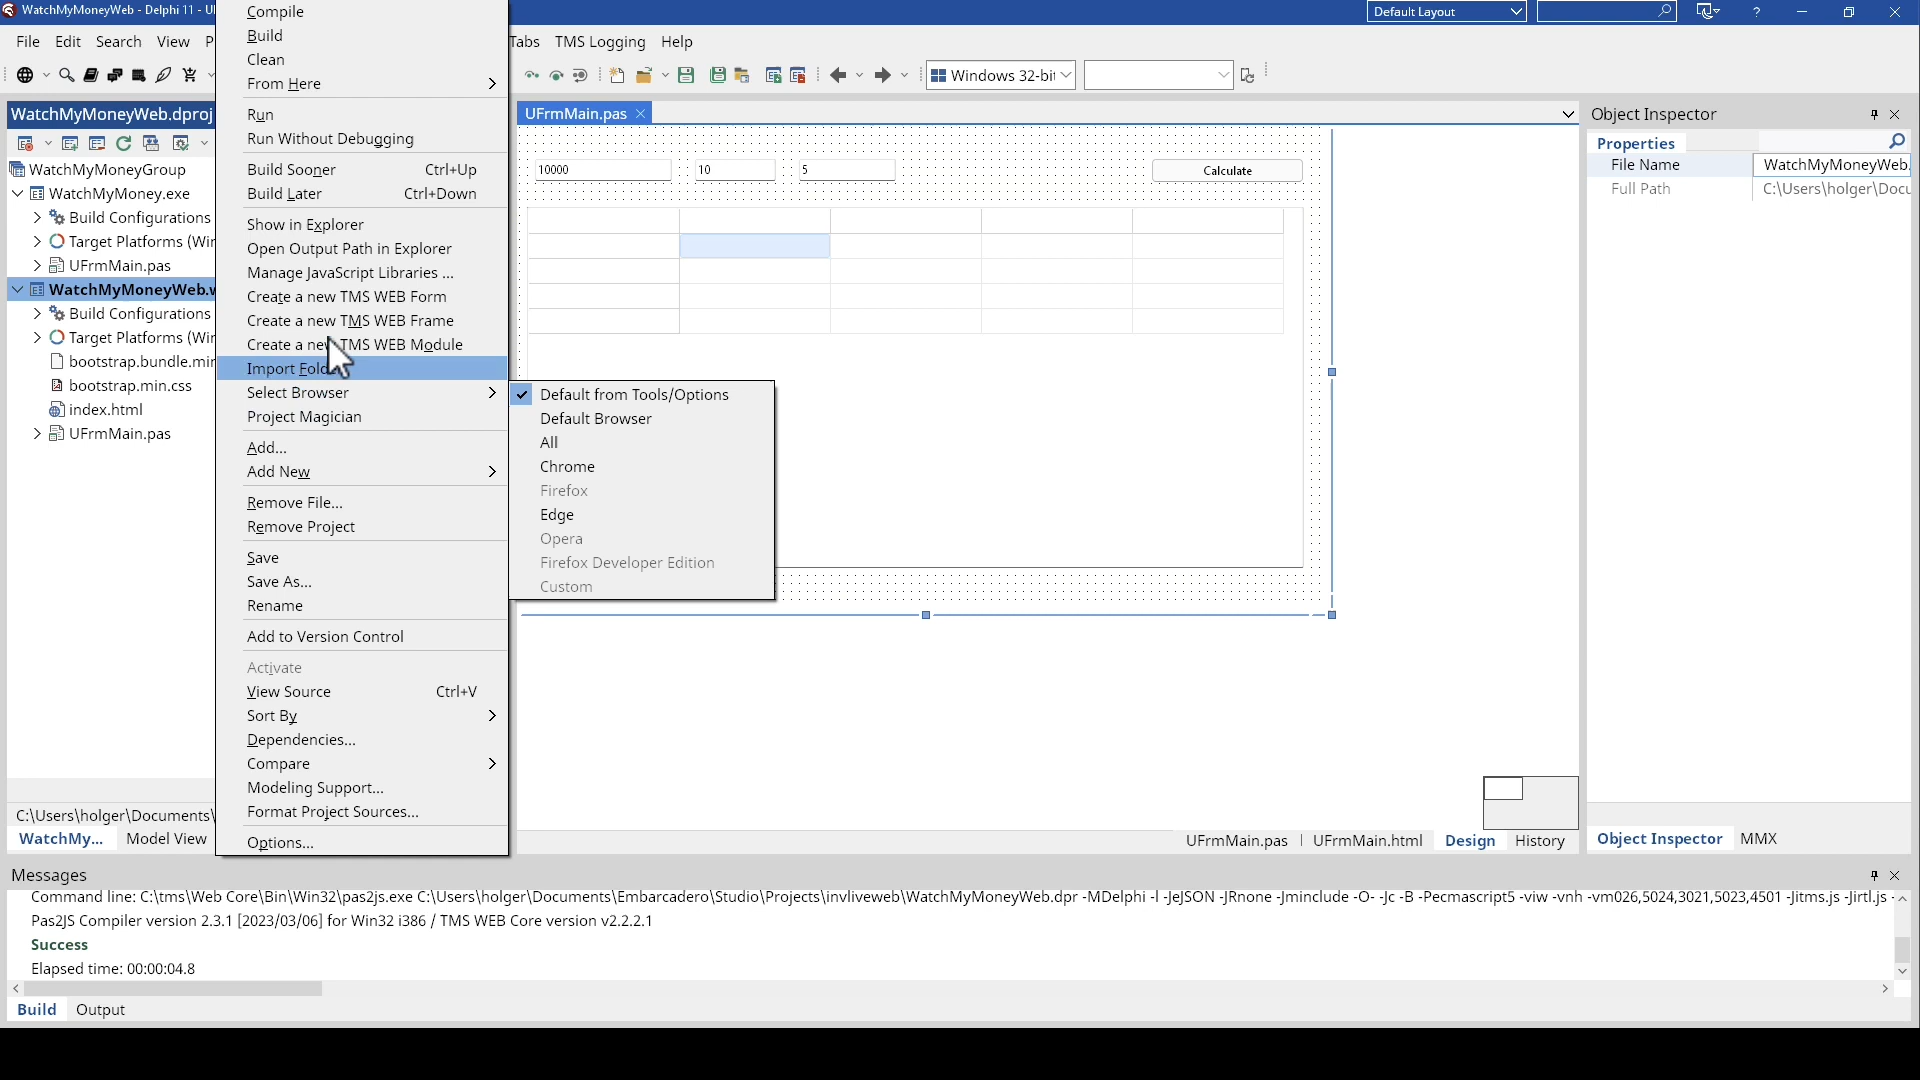 WatchMyMoneyWeb - Delphi 11 -
Default Layout
File Edit Search View
Tabs TMS Logging Help
Windows 32-bi
WatchMyMoneyWeb.dproj
WatchMyMoneyGroup
WatchMyMoney.exe
Build Configurations
Target Platforms (Wi
UFrmMain.pas
WatchMyMoneyWeb.
Build Configurations
Target Platforms (Wi
bootstrap.bundle.mi
bootstrap.min.css
index.html
UFrmMain.pas
C:\Users\holger\Documents\
WatchMy... Model View
Compile
Build
Clean
From Here
Run
Run Without Debugging
Build Sooner Ctrl+Up
Build Later Ctrl+Down
Show in Explorer
Open Output Path in Explorer
Manage JavaScript Libraries ...
Create a new TMS WEB Form
Create a new TMS WEB Frame
Create a new TMS WEB Module
Import Fold
Select Browser
Project Magician
Add...
Add New
Remove File...
Remove Project
Save
Save As...
Rename
Add to Version Control
Activate
View Source Ctrl+V
Sort By
Dependencies...
Compare
Modeling Support...
Format Project Sources...
Options...
Default from Tools/Options
Default Browser
All
Chrome
Firefox
Edge
Opera
Firefox Developer Edition
Custom
UFrmMain.pas
10000 10 5 Calculate
UFrmMain.pas UFrmMain.html Design History
Object Inspector
Properties
File Name WatchMyMoneyWeb.
Full Path C:\Users\holger\Docu
Object Inspector MMX
Messages
Command line: C:\tms\Web Core\Bin\Win32\pas2js.exe C:\Users\holger\Documents\Embarcadero\Studio\Projects\invliveweb\WatchMyMoneyWeb.dpr -MDelphi -l -JeJSON -JRnone -Jminclude -O- -Jc -B -Pecmascript5 -viw -vnh -vm026,5024,3021,5023,4501 -Jitms.js -Jirtl.js -
Pas2JS Compiler version 2.3.1 [2023/03/06] for Win32 i386 / TMS WEB Core version v2.2.2.1
Success
Elapsed time: 00:00:04.8
Build Output